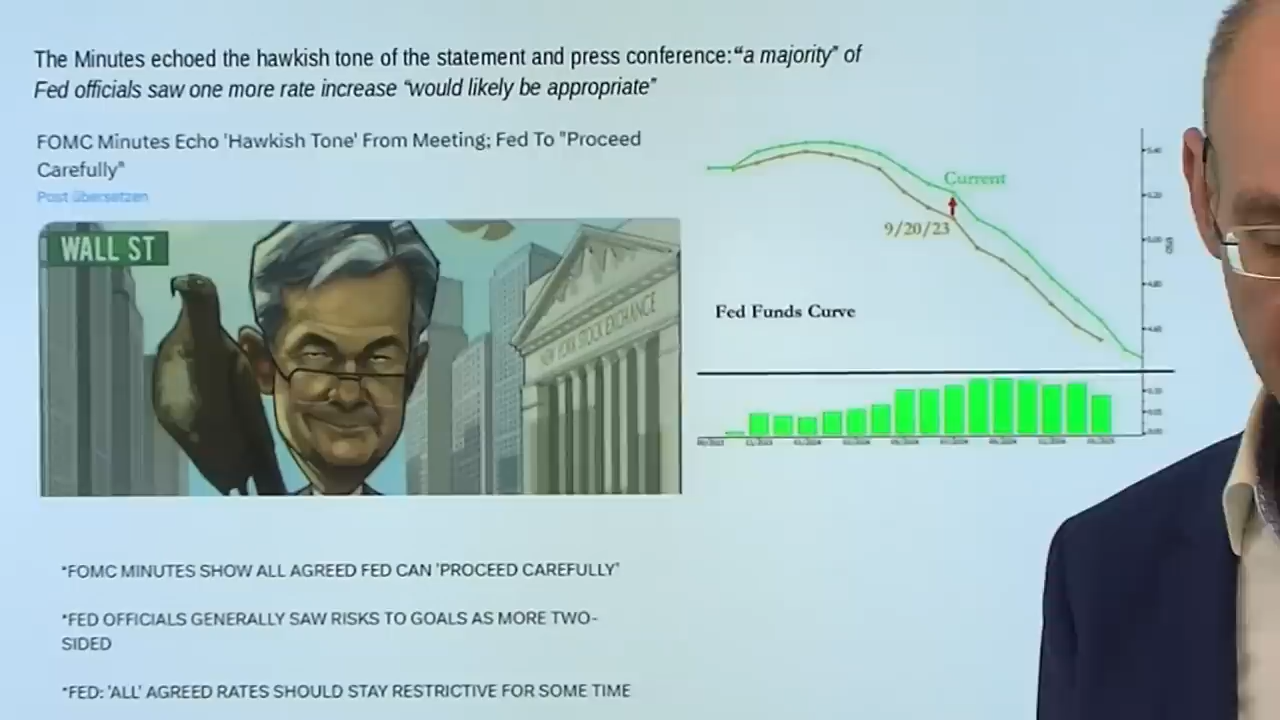 The Minutes echoed the hawkish tone of the statement and press conference:“a majority” of
Fed officials saw one more rate increase “would likely be appropriate”
FOMC Minutes Echo 'Hawkish Tone' From Meeting; Fed To "Proceed
Carefully"
Post übersetzen
WALL ST
NEW YORK STOCK EXCHANGE
Current
9/20/23
Fed Funds Curve
*FOMC MINUTES SHOW ALL AGREED FED CAN 'PROCEED CAREFULLY'
*FED OFFICIALS GENERALLY SAW RISKS TO GOALS AS MORE TWO-
SIDED
*FED: 'ALL' AGREED RATES SHOULD STAY RESTRICTIVE FOR SOME TIME